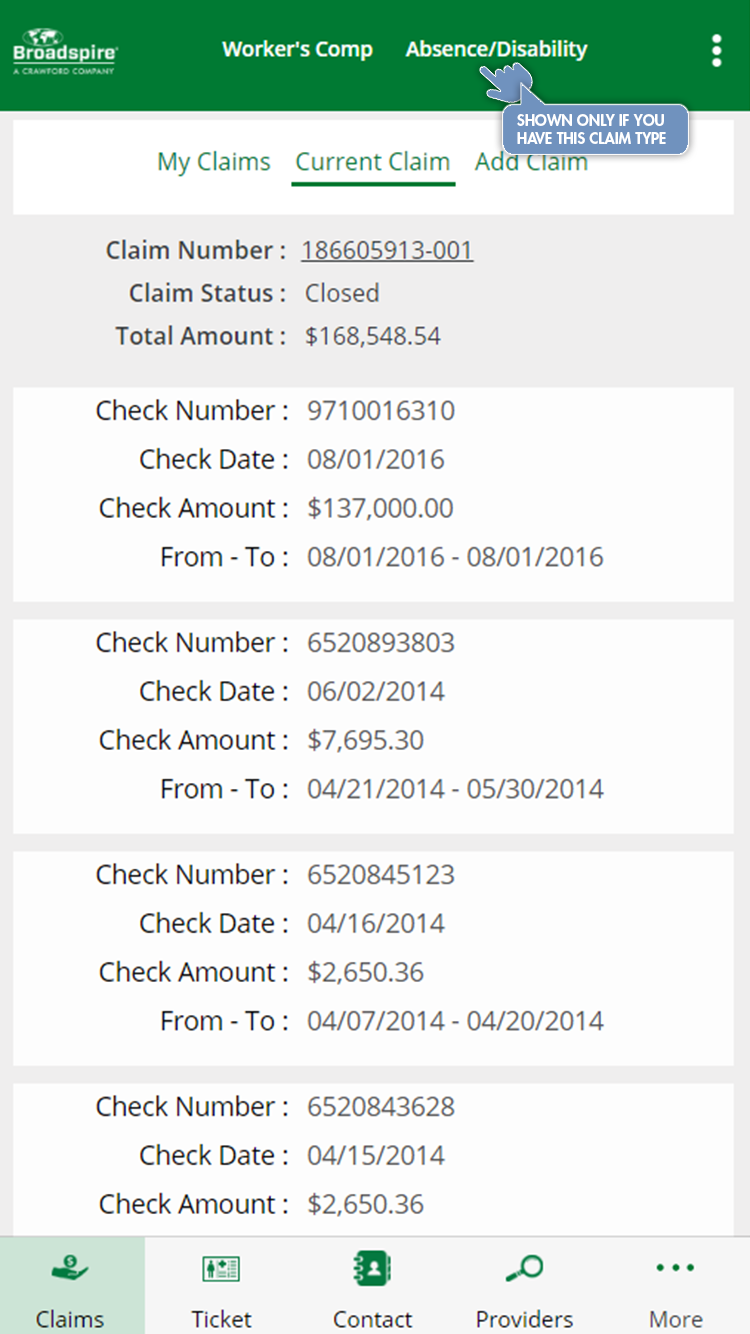 Broadspire®
A CRAWFORD COMPANY
Worker's Comp Absence/Disability
SHOWN ONLY IF YOU
HAVE THIS CLAIM TYPE
My Claims Current Claim Add Claim
Claim Number : 186605913-001
Claim Status : Closed
Total Amount : $168,548.54
Check Number : 9710016310
Check Date : 08/01/2016
Check Amount : $137,000.00
From - To : 08/01/2016 - 08/01/2016
Check Number : 6520893803
Check Date : 06/02/2014
Check Amount : $7,695.30
From - To : 04/21/2014 - 05/30/2014
Check Number : 6520845123
Check Date : 04/16/2014
Check Amount : $2,650.36
From - To : 04/07/2014 - 04/20/2014
Check Number : 6520843628
Check Date : 04/15/2014
Check Amount : $2,650.36
Claims Ticket Contact Providers More